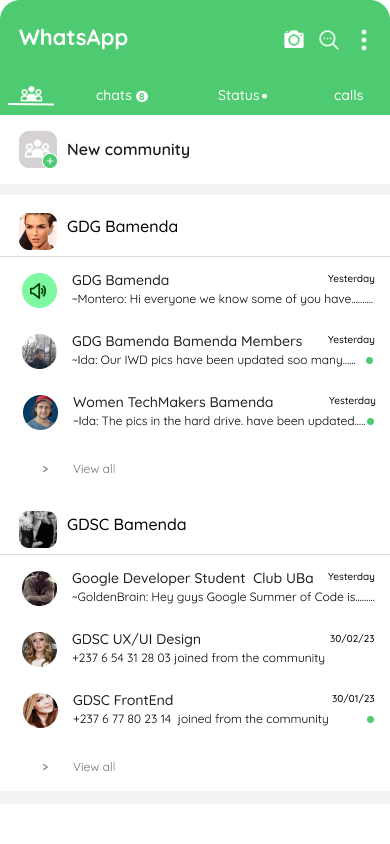 WhatsApp
chats 8
Status
calls
New community
GDG Bamenda
GDG Bamenda
Yesterday
~Montero: Hi everyone we know some of you have.........
GDG Bamenda Bamenda Members
Yesterday
~Ida: Our IWD pics have been updated soo many......
Women TechMakers Bamenda
Yesterday
~Ida: The pics in the hard drive. have been updated.....
> View all
GDSC Bamenda
Google Developer Student Club UBa
Yesterday
~GoldenBrain: Hey guys Google Summer of Code is.........
GDSC UX/UI Design
30/02/23
+237 6 54 31 28 03 joined from the community
GDSC FrontEnd
30/01/23
+237 6 77 80 23 14 joined from the community
> View all